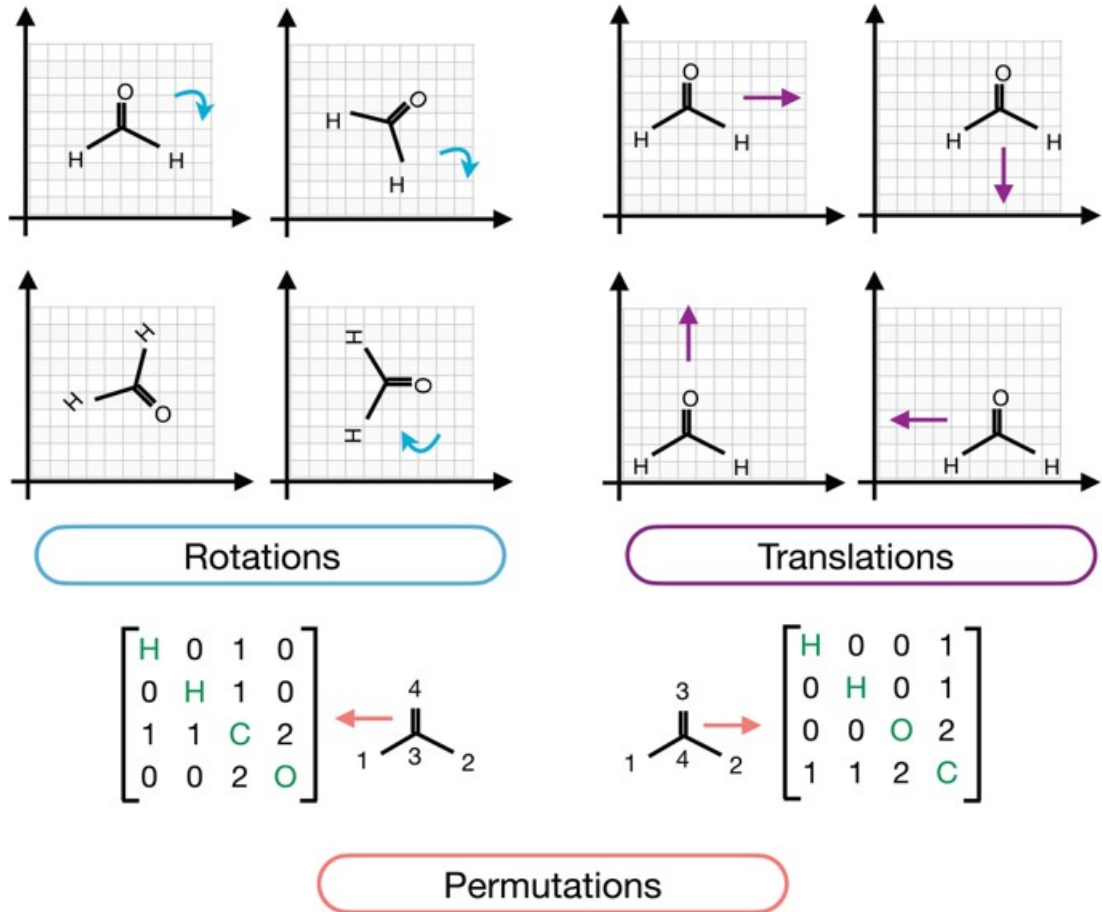 O
H H
H O
H
O
H H
O
H H
H
H
O
H
O
H
O
H H
O
H H
Rotations
Translations
H 0 1 0
0 H 1 0
1 1 C 2
0 0 2 O
4
1 3 2
3
1 4 2
H 0 0 1
0 H 0 1
0 0 O 2
1 1 2 C
Permutations